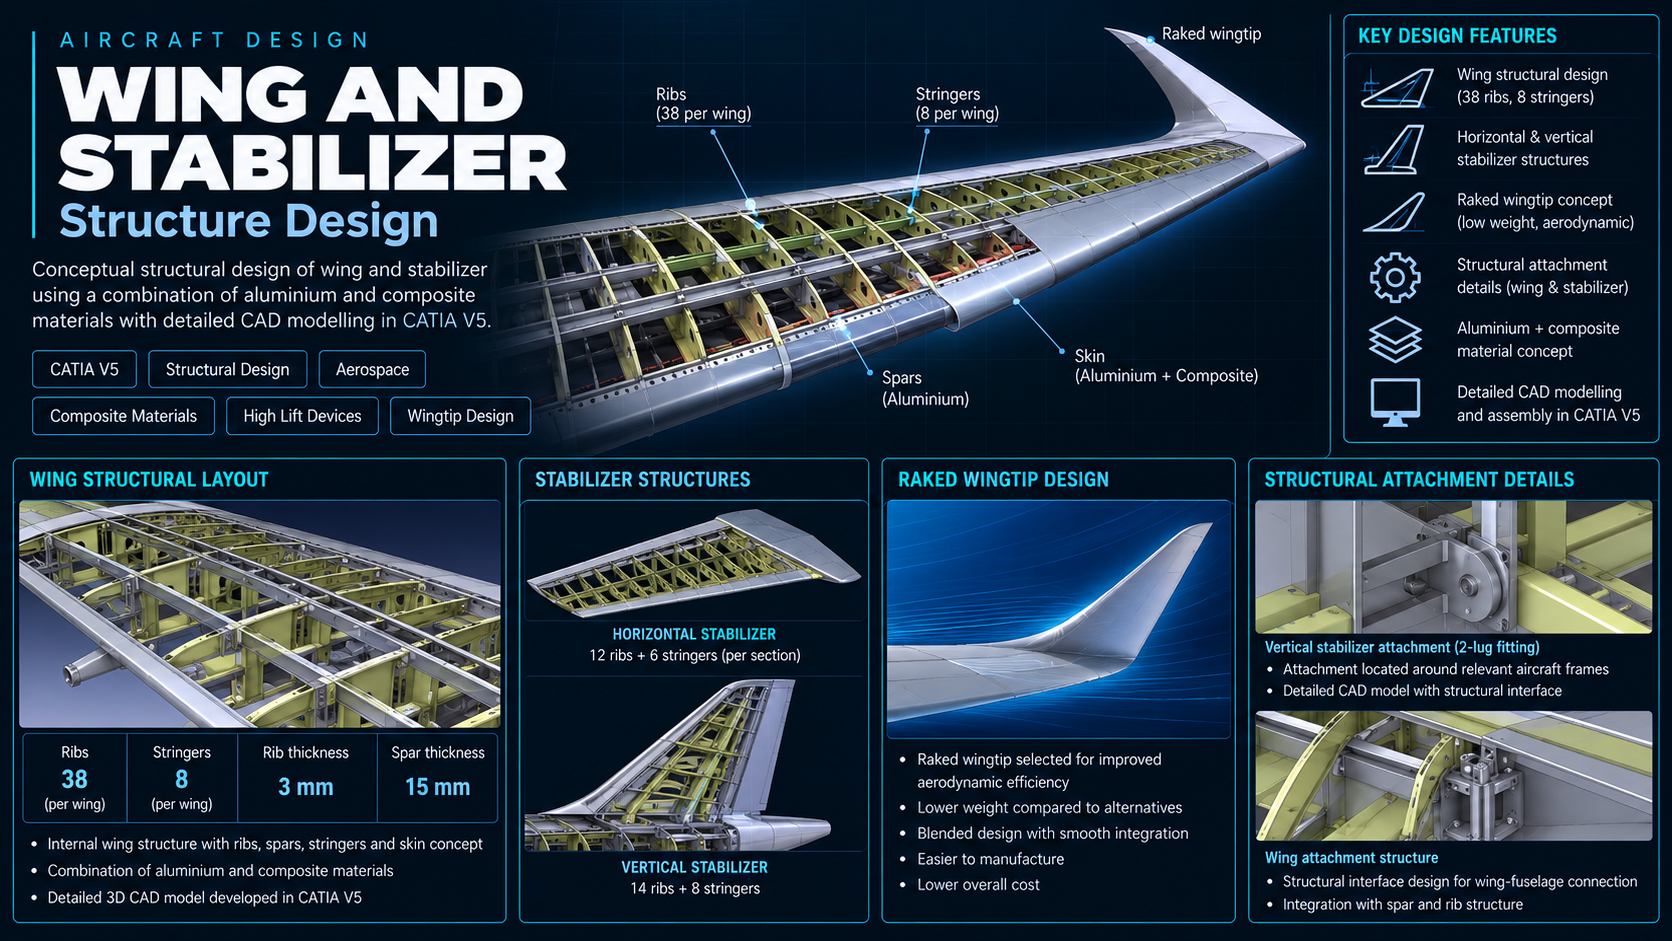 AIRCRAFT DESIGN
WING AND
STABILIZER
Structure Design
Conceptual structural design of wing and stabilizer
using a combination of aluminium and composite
materials with detailed CAD modelling in CATIA V5.
CATIA V5
Structural Design
Aerospace
Composite Materials
High Lift Devices
Wingtip Design
Ribs
(38 per wing)
Stringers
(8 per wing)
Raked wingtip
Spars
(Aluminium)
Skin
(Aluminium + Composite)
KEY DESIGN FEATURES
Wing structural design
(38 ribs, 8 stringers)
Horizontal & vertical
stabilizer structures
Raked wingtip concept
(low weight, aerodynamic)
Structural attachment
details (wing & stabilizer)
Aluminium + composite
material concept
Detailed CAD modelling
and assembly in CATIA V5
WING STRUCTURAL LAYOUT
Ribs
38
(per wing)
Stringers
8
(per wing)
Rib thickness
3 mm
Spar thickness
15 mm
• Internal wing structure with ribs, spars, stringers and skin concept
• Combination of aluminium and composite materials
• Detailed 3D CAD model developed in CATIA V5
STABILIZER STRUCTURES
HORIZONTAL STABILIZER
12 ribs + 6 stringers (per section)
VERTICAL STABILIZER
14 ribs + 8 stringers
RAKED WINGTIP DESIGN
• Raked wingtip selected for improved
aerodynamic efficiency
• Lower weight compared to alternatives
• Blended design with smooth integration
• Easier to manufacture
• Lower overall cost
STRUCTURAL ATTACHMENT DETAILS
Vertical stabilizer attachment (2-lug fitting)
• Attachment located around relevant aircraft frames
• Detailed CAD model with structural interface
Wing attachment structure
• Structural interface design for wing-fuselage connection
• Integration with spar and rib structure